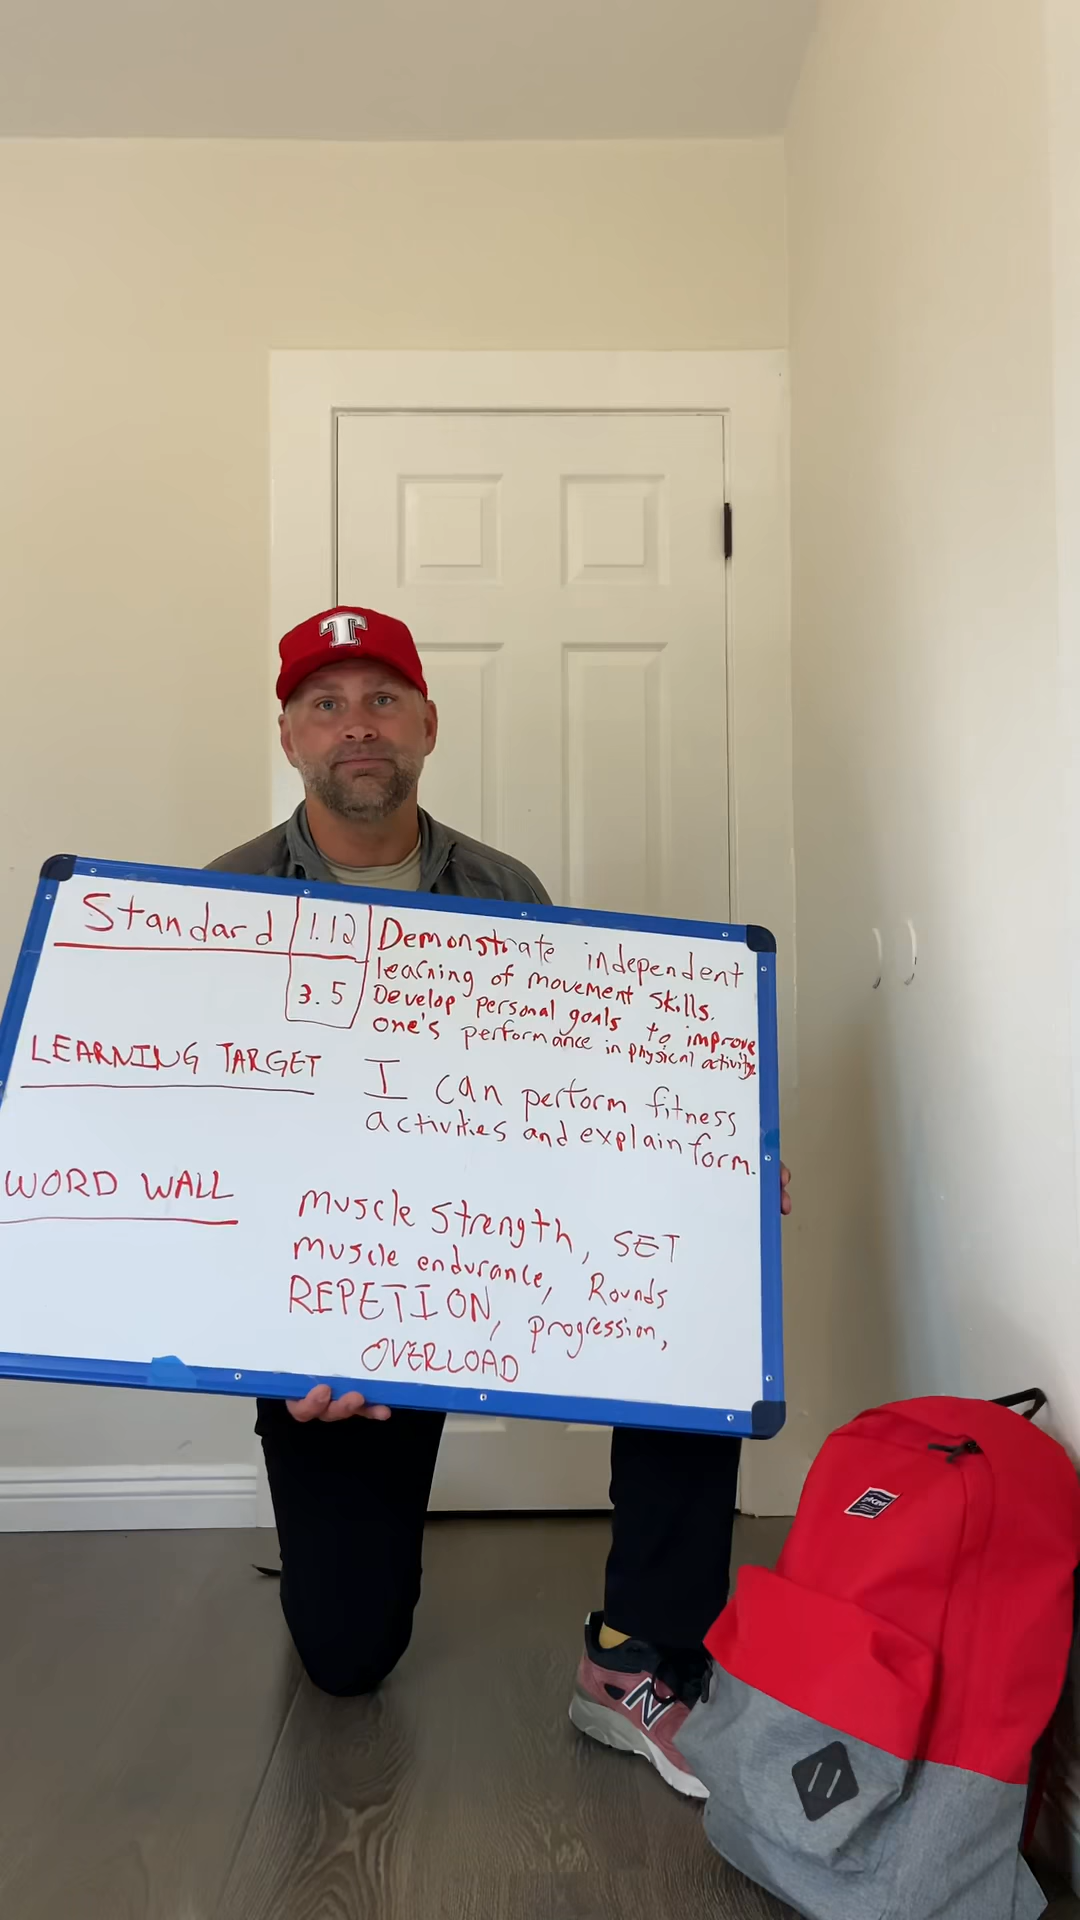 T
Standard 1.12 Demonstrate independent
learning of movement skills.
3.5 Develop personal goals to improve
one's performance in physical activity.
LEARNING TARGET I can perform fitness
activities and explain form.
WORD WALL muscle strength, SET
muscle endurance, Rounds
REPETION, progression,
OVERLOAD
N